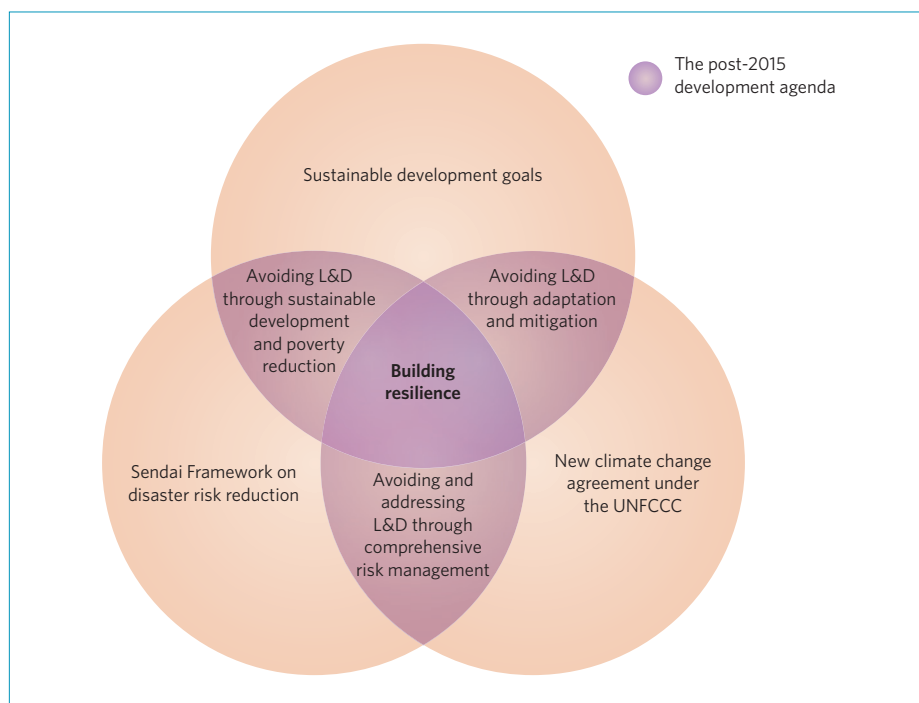 The post-2015
development agenda
Sustainable development goals
Avoiding L&D
through sustainable
development
and poverty
reduction
Avoiding L&D
through adaptation
and mitigation
Building
resilience
Sendai Framework on
disaster risk reduction
Avoiding and
addressing
L&D through
comprehensive
risk management
New climate change
agreement under
the UNFCCC